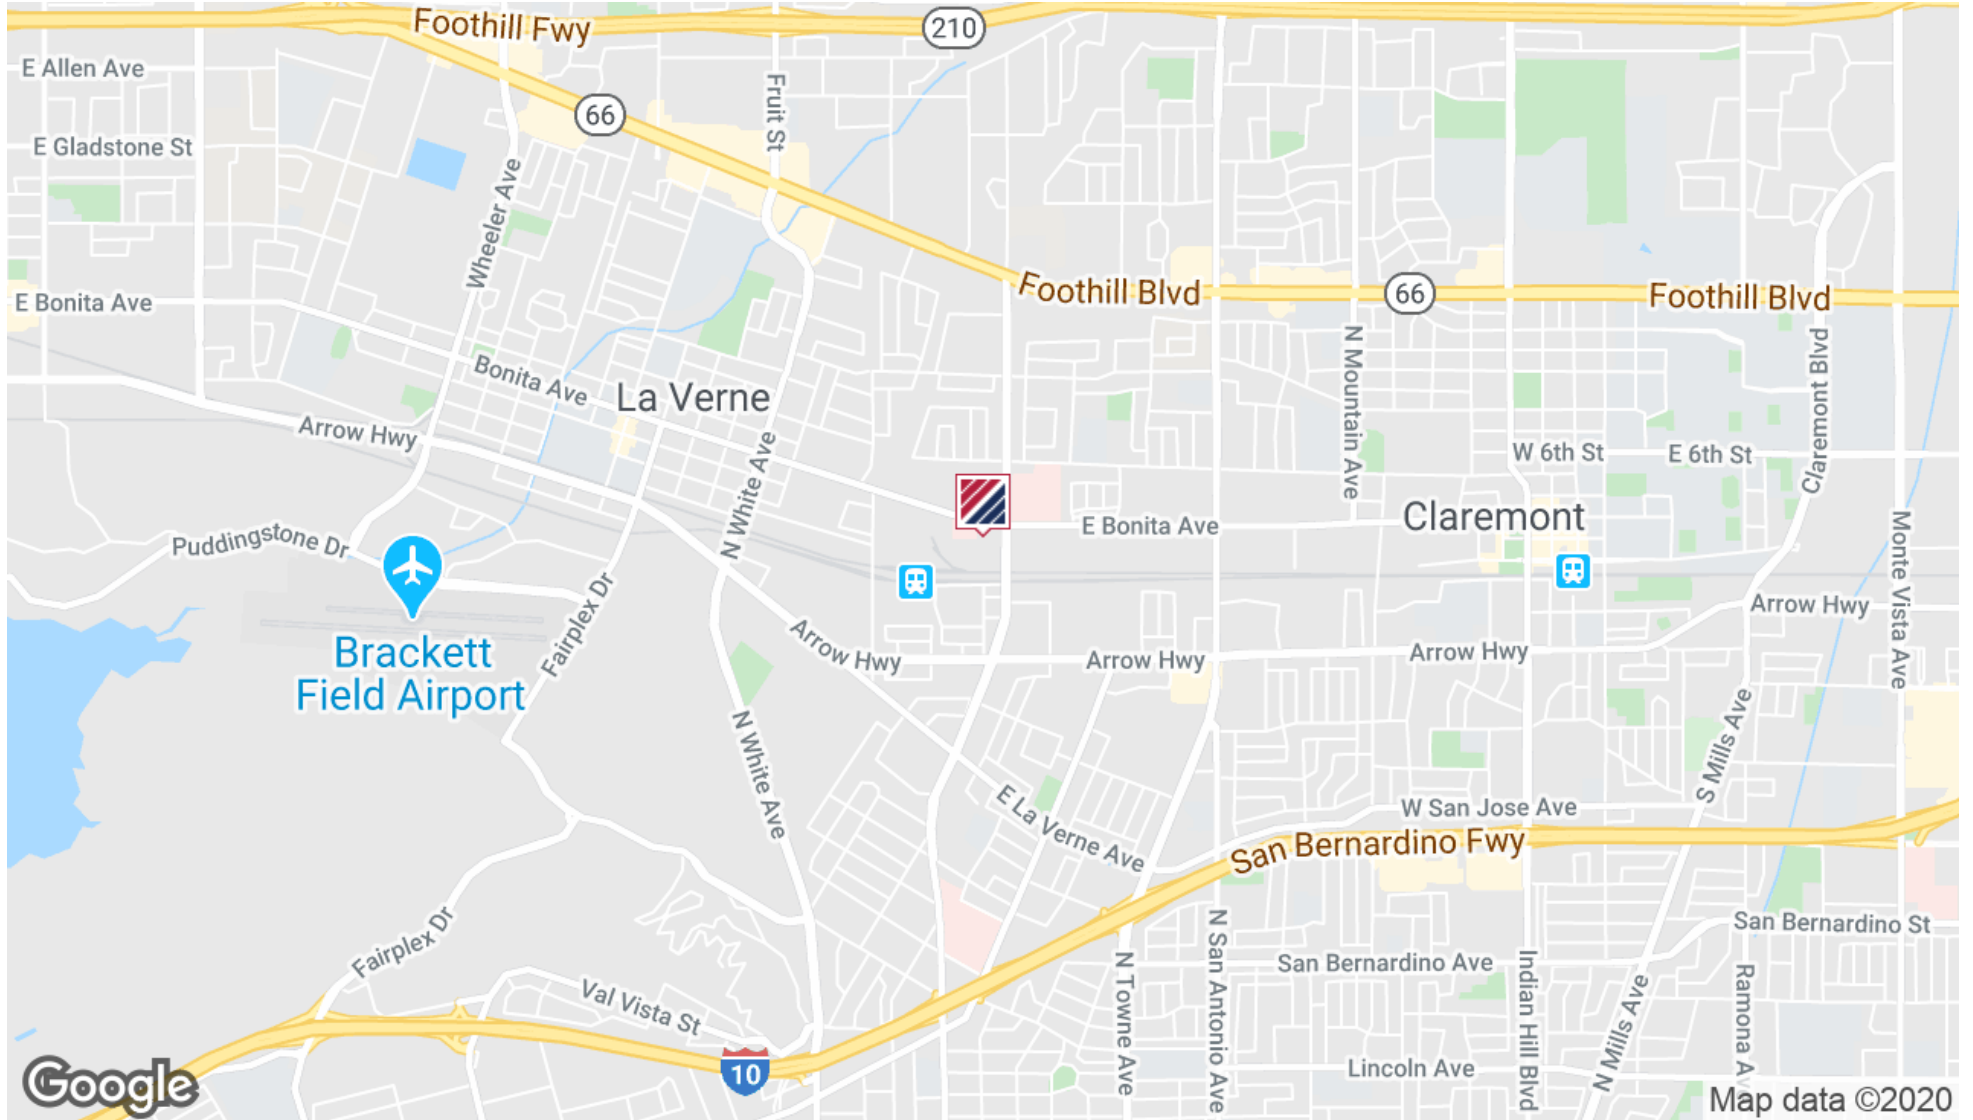 Foothill Fwy
210
E Allen Ave
66
Fruit St
E Gladstone St
Wheeler Ave
E Bonita Ave
Foothill Blvd
66
Foothill Blvd
Bonita Ave
La Verne
N Mountain Ave
Claremont Blvd
Arrow Hwy
N White Ave
W 6th St
E 6th St
Claremont
E Bonita Ave
Puddingstone Dr
Monte Vista Ave
Fairplex Dr
Arrow Hwy
Brackett
Field Airport
Arrow Hwy
Arrow Hwy
Arrow Hwy
N White Ave
S Mills Ave
E La Verne Ave
W San Jose Ave
San Bernardino Fwy
Fairplex Dr
San Bernardino St
N San Antonio Ave
San Bernardino Ave
N Towne Ave
Indian Hill Blvd
N Mills Ave
Ramona Av
Val Vista St
10
Lincoln Ave
Google
Map data ©2020